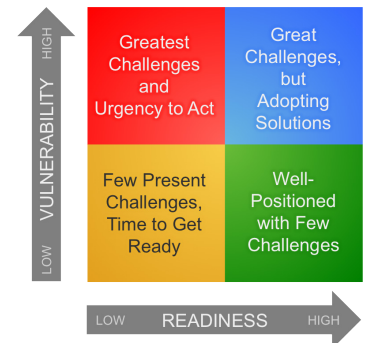 HIGH
VULNERABILITY
LOW
Greatest
Challenges
and
Urgency to Act
Great
Challenges,
but
Adopting
Solutions
Few Present
Challenges,
Time to Get
Ready
Well-
Positioned
with Few
Challenges
LOW READINESS HIGH